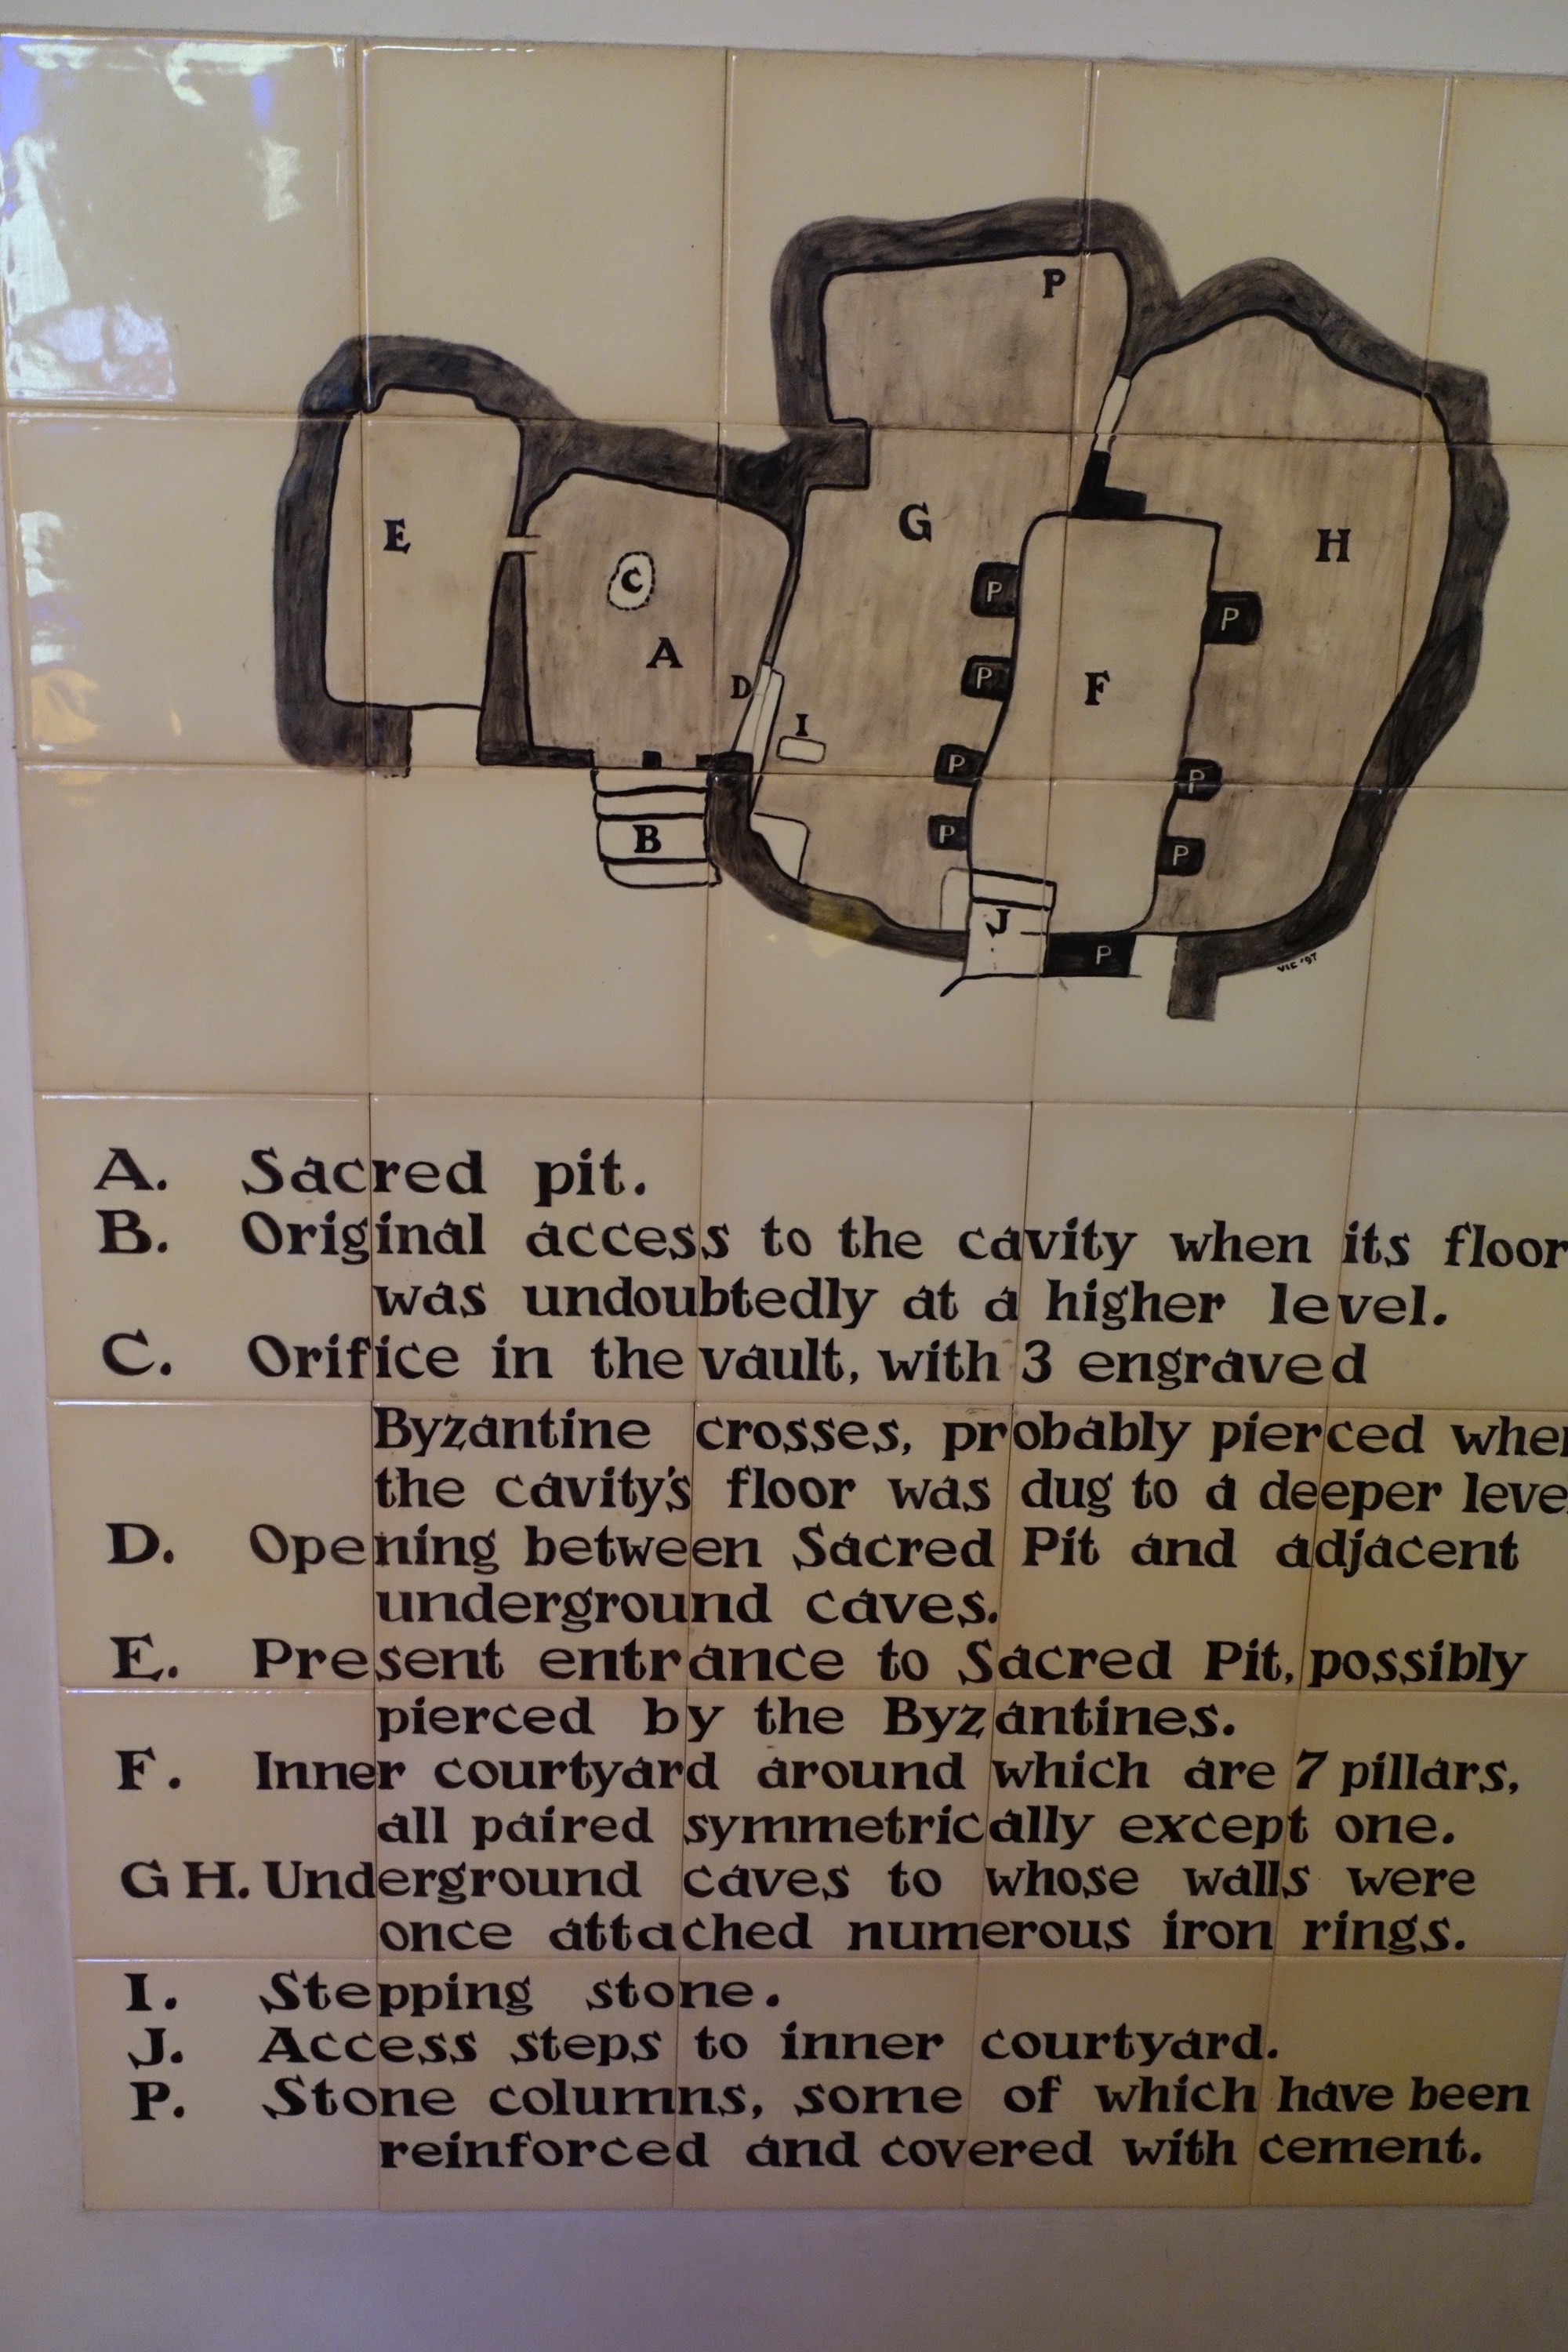 P
E
G
H
C
A
P
P
P
F
D
I
P
P
P
B
P
P
J
P
VIC '97
A. Sacred pit.
B. Original access to the cavity when its floor
was undoubtedly at a higher level.
C. Orifice in the vault, with 3 engraved
Byzantine crosses, probably pierced
the cavity's floor was dug to a deeper
D. Opening between Sacred Pit and adjacent
underground caves.
E. Present entrance to Sacred Pit, possibly
pierced by the Byzantines.
F. Inner courtyard around which are 7 pillars,
all paired symmetrically except one.
G H. Underground caves to whose walls were
once attached numerous iron rings.
I. Stepping stone.
J. Access steps to inner courtyard.
P. Stone columns, some of which have been
reinforced and covered with cement.